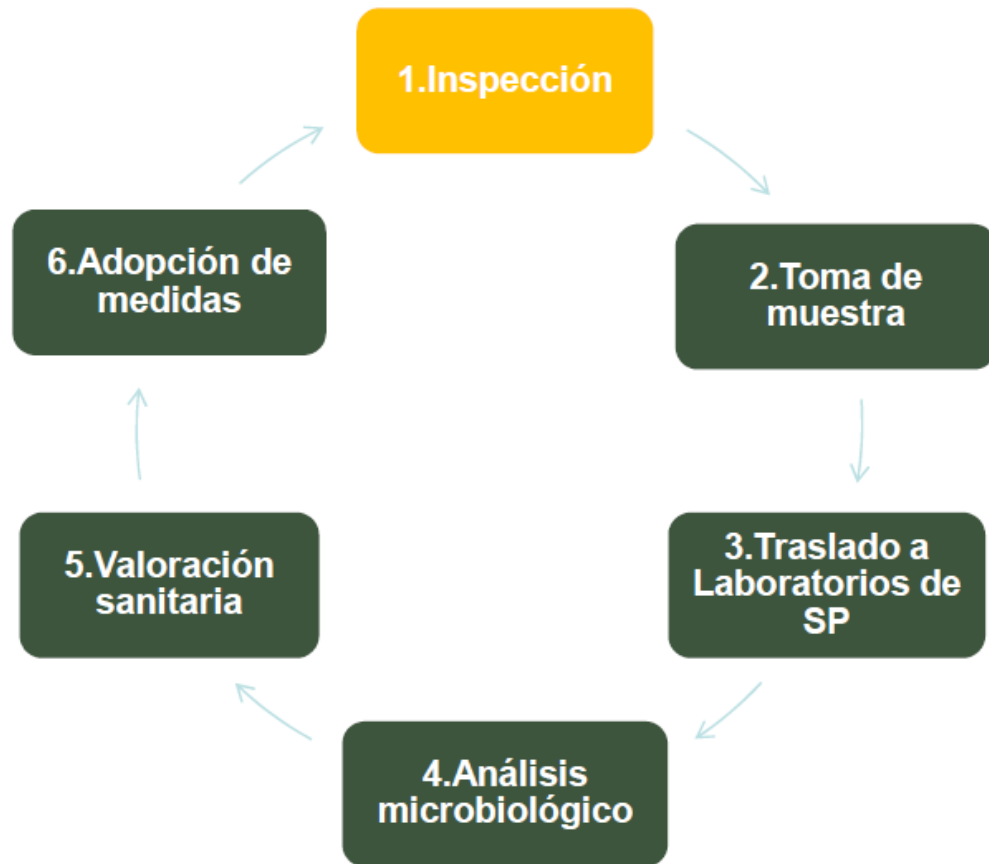 1.Inspección
2.Toma de
muestra
3.Traslado a
Laboratorios de
SP
4.Análisis
microbiológico
5.Valoración
sanitaria
6.Adopción de
medidas